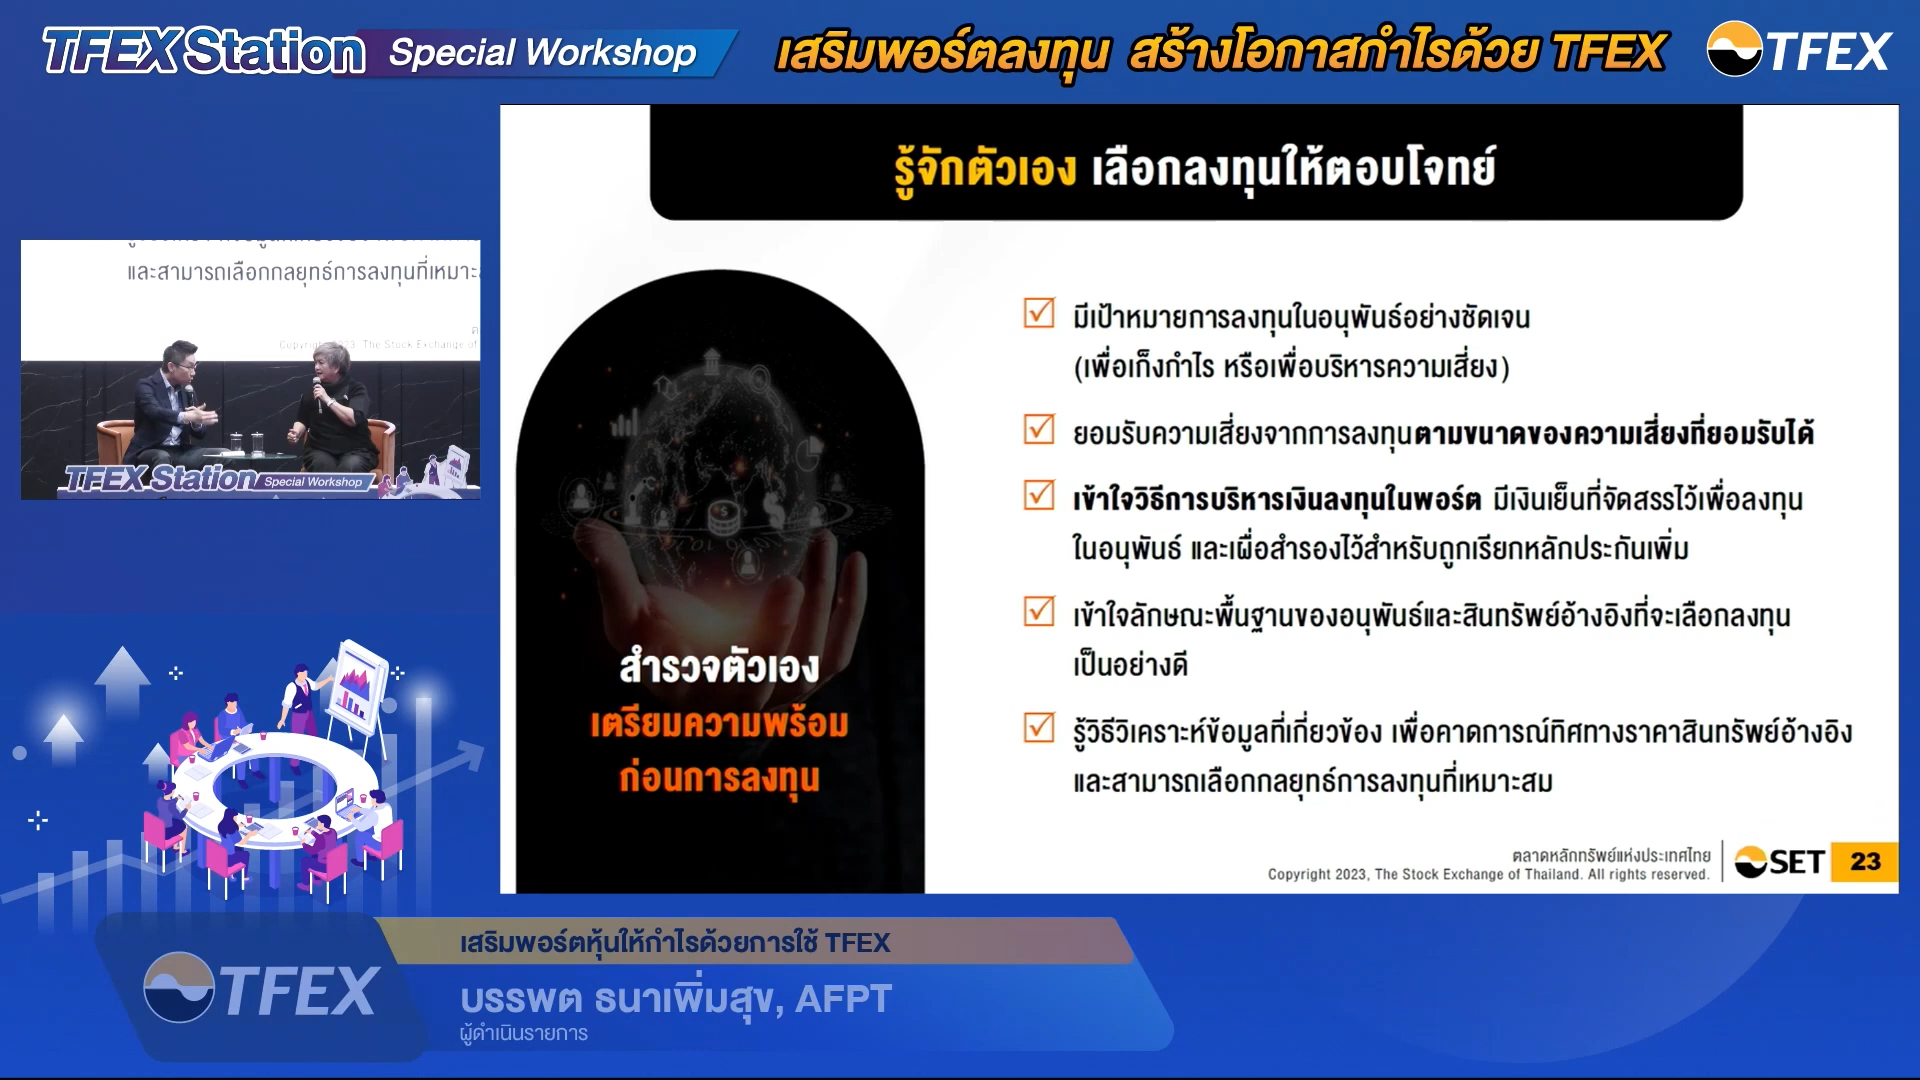 TFEX Station Special Workshop
เสริมพอร์ตลงทุน สร้างโอกาสกำไรด้วย TFEX
TFEX
รู้จักตัวเอง เลือกลงทุนให้ตอบโจทย์
และสามารถเลือกกลยุทธ์การลงทุนที่เหมาะ
Copyright 2023, The Stock Exchange of
TFEX Station Special Workshop
สำรวจตัวเอง
เตรียมความพร้อม
ก่อนการลงทุน
มีเป้าหมายการลงทุนในอนุพันธ์อย่างชัดเจน
(เพื่อเก็งกำไร หรือเพื่อบริหารความเสี่ยง)
ยอมรับความเสี่ยงจากการลงทุนตามขนาดของความเสี่ยงที่ยอมรับได้
เข้าใจวิธีการบริหารเงินลงทุนในพอร์ต มีเงินเย็นที่จัดสรรไว้เพื่อลงทุน
ในอนุพันธ์ และเผื่อสำรองไว้สำหรับถูกเรียกหลักประกันเพิ่ม
เข้าใจลักษณะพื้นฐานของอนุพันธ์และสินทรัพย์อ้างอิงที่จะเลือกลงทุน
เป็นอย่างดี
รู้วิธีวิเคราะห์ข้อมูลที่เกี่ยวข้อง เพื่อคาดการณ์ทิศทางราคาสินทรัพย์อ้างอิง
และสามารถเลือกกลยุทธ์การลงทุนที่เหมาะสม
ตลาดหลักทรัพย์แห่งประเทศไทย
Copyright 2023, The Stock Exchange of Thailand. All rights reserved.
SET 23
TFEX
เสริมพอร์ตหุ้นให้กำไรด้วยการใช้ TFEX
บรรพต ธนาเพิ่มสุข, AFPT
ผู้ดำเนินรายการ